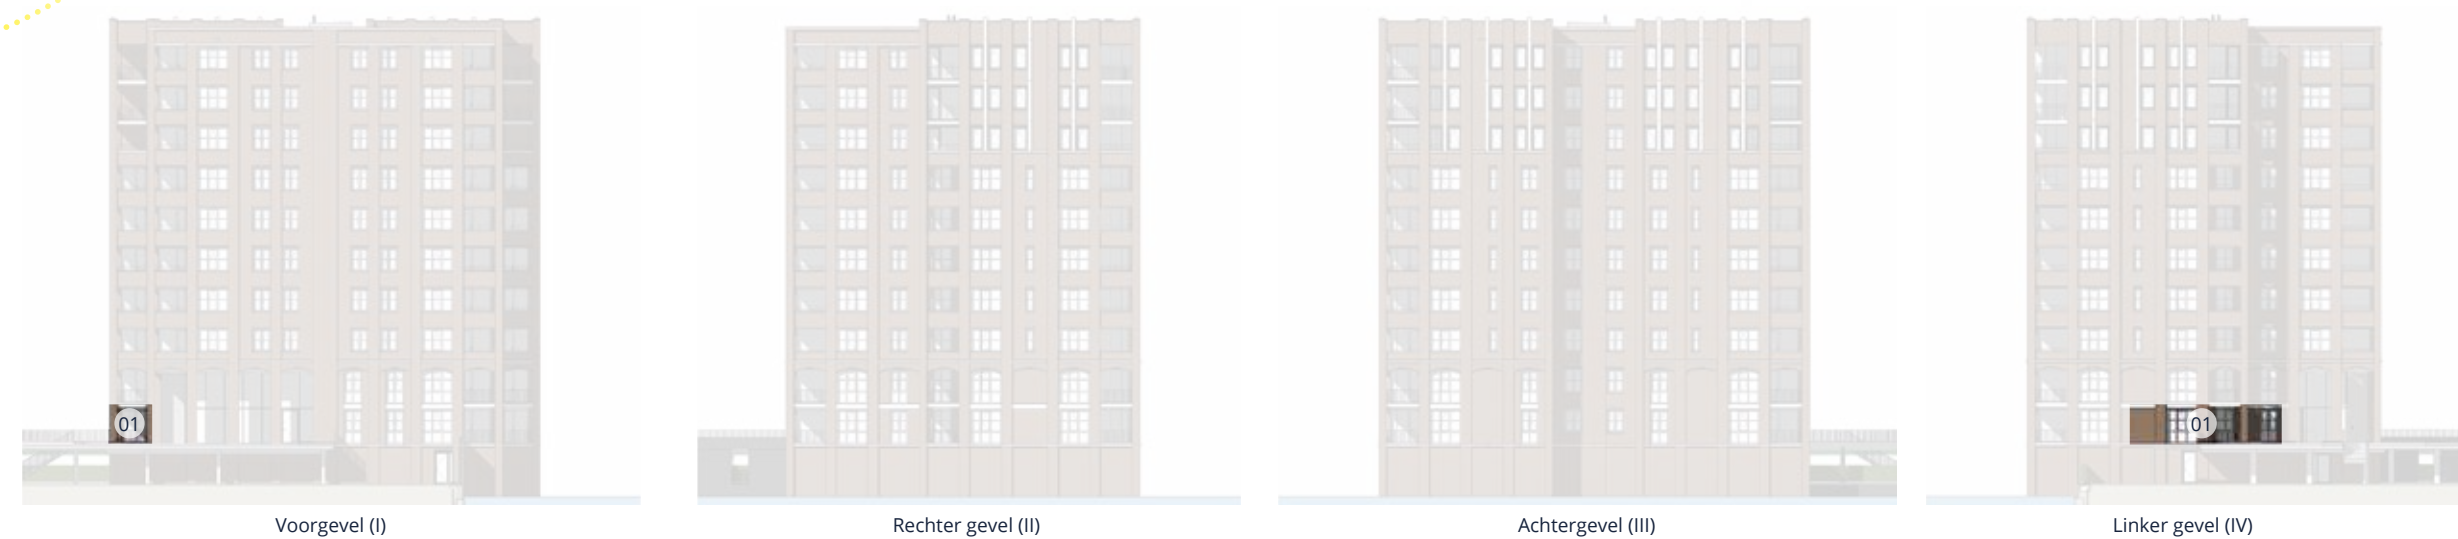 01
01
Voorgevel (I)
Rechter gevel (II)
Achtergevel (III)
Linker gevel (IV)